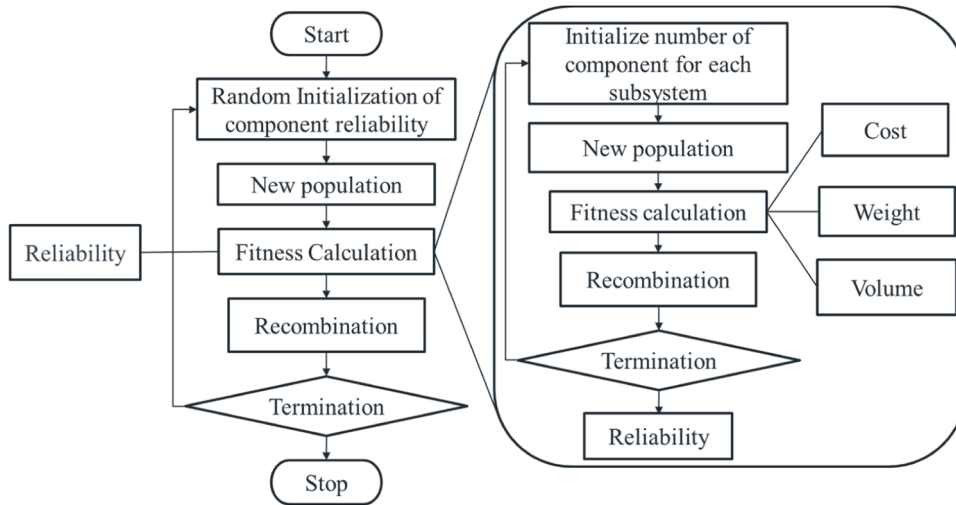 Start
Random Initialization of
component reliability
New population
Reliability
Fitness Calculation
Recombination
Termination
Stop
Initialize number of
component for each
subsystem
New population
Fitness calculation
Cost
Weight
Volume
Recombination
Termination
Reliability